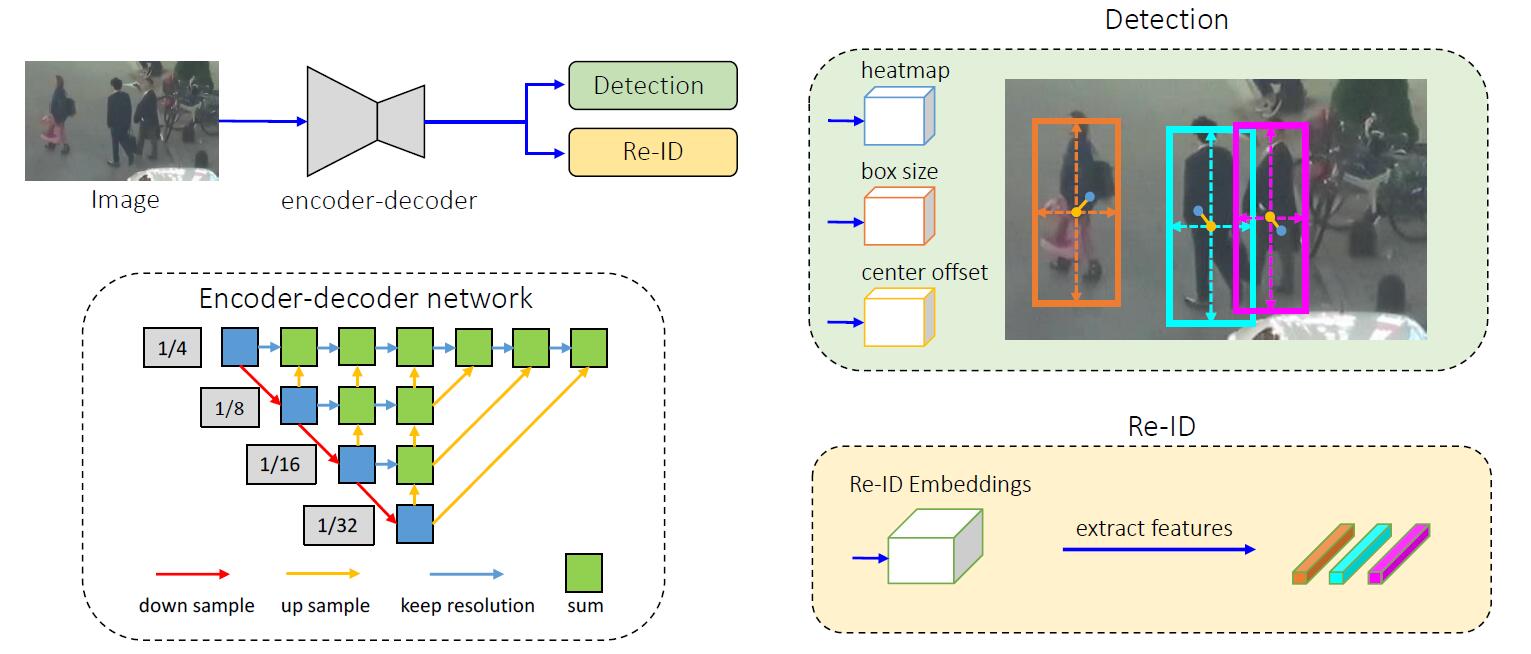 Image
encoder-decoder
Detection
Re-ID
Encoder-decoder network
1/4
1/8
1/16
1/32
down sample
up sample
keep resolution
sum
Detection
heatmap
box size
center offset
Re-ID
Re-ID Embeddings
extract features